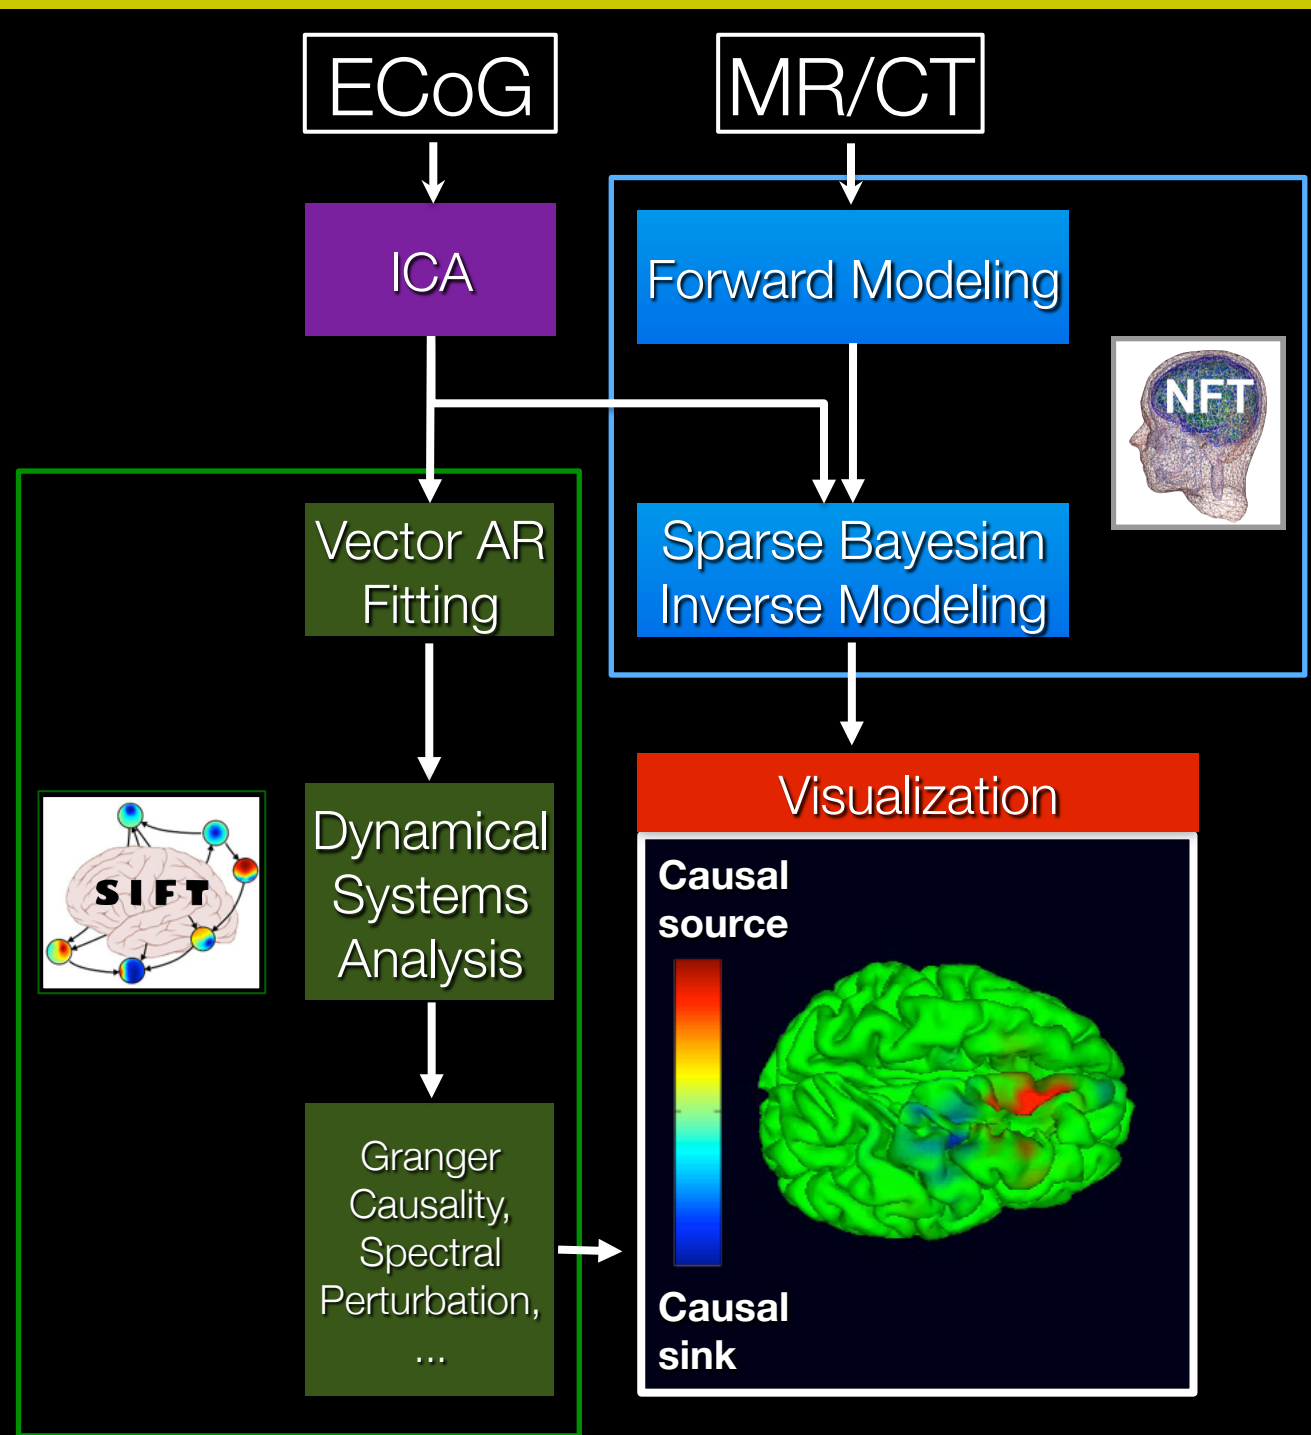 ECoG
MR/CT
ICA
Forward Modeling
NFT
Vector AR
Fitting
Sparse Bayesian
Inverse Modeling
Dynamical
Systems
Analysis
SIFT
Granger
Causality,
Spectral
Perturbation,
...
Visualization
Causal
source
Causal
sink